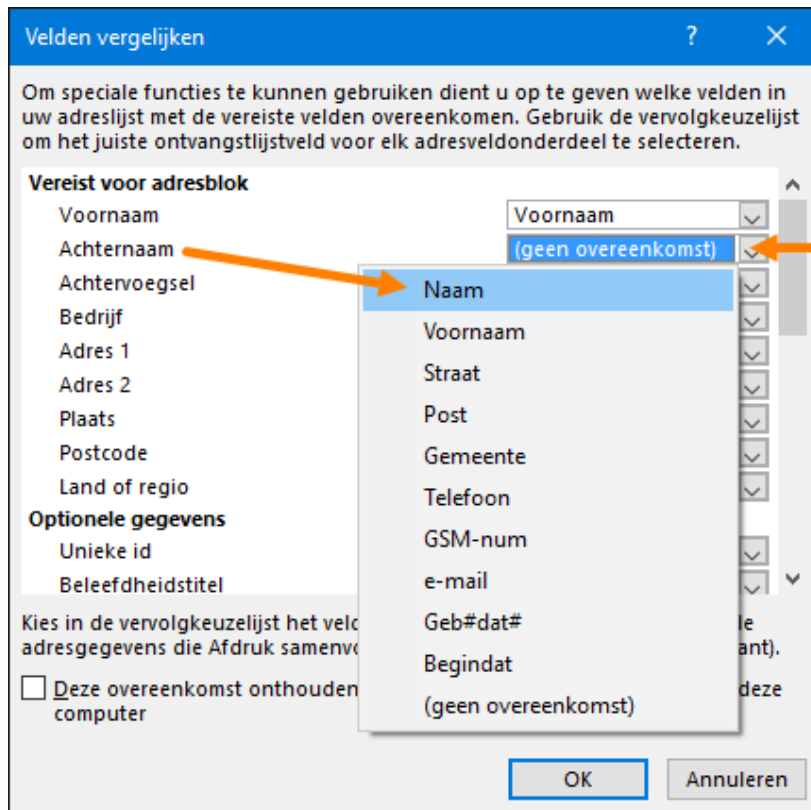 Velden vergelijken
Om speciale functies te kunnen gebruiken dient u op te geven welke velden in
uw adreslijst met de vereiste velden overeenkomen. Gebruik de vervolgkeuzelijst
om het juiste ontvangstlijstveld voor elk adresveldonderdeel te selecteren.
Vereist voor adresblok
Voornaam Voornaam
Achternaam (geen overeenkomst)
Achtervoegsel
Bedrijf
Adres 1
Adres 2
Plaats
Postcode
Land of regio
Optionele gegevens
Unieke id
Beleefdheidstitel
Naam
Voornaam
Straat
Post
Gemeente
Telefoon
GSM-num
e-mail
Geb#dat#
Begindat
(geen overeenkomst)
Kies in de vervolgkeuzelijst het
adresgegevens die Afdruk
Deze overeenkomst onthouden deze
computer
OK Annuleren